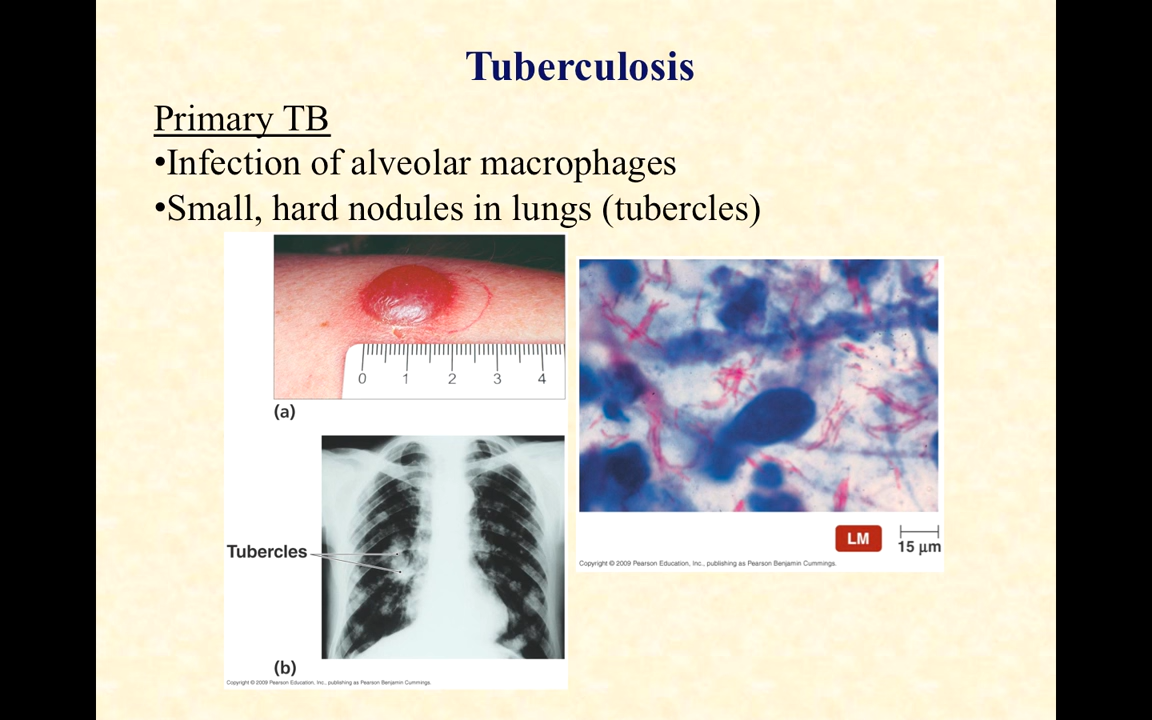 Tuberculosis
Primary TB
•Infection of alveolar macrophages
•Small, hard nodules in lungs (tubercles)
0 1 2 3 4
(a)
Tubercles
(b)
Copyright © 2009 Pearson Education, Inc., publishing as Pearson Benjamin Cummings.
LM
15 µm
Copyright © 2009 Pearson Education, Inc., publishing as Pearson Benjamin Cummings.